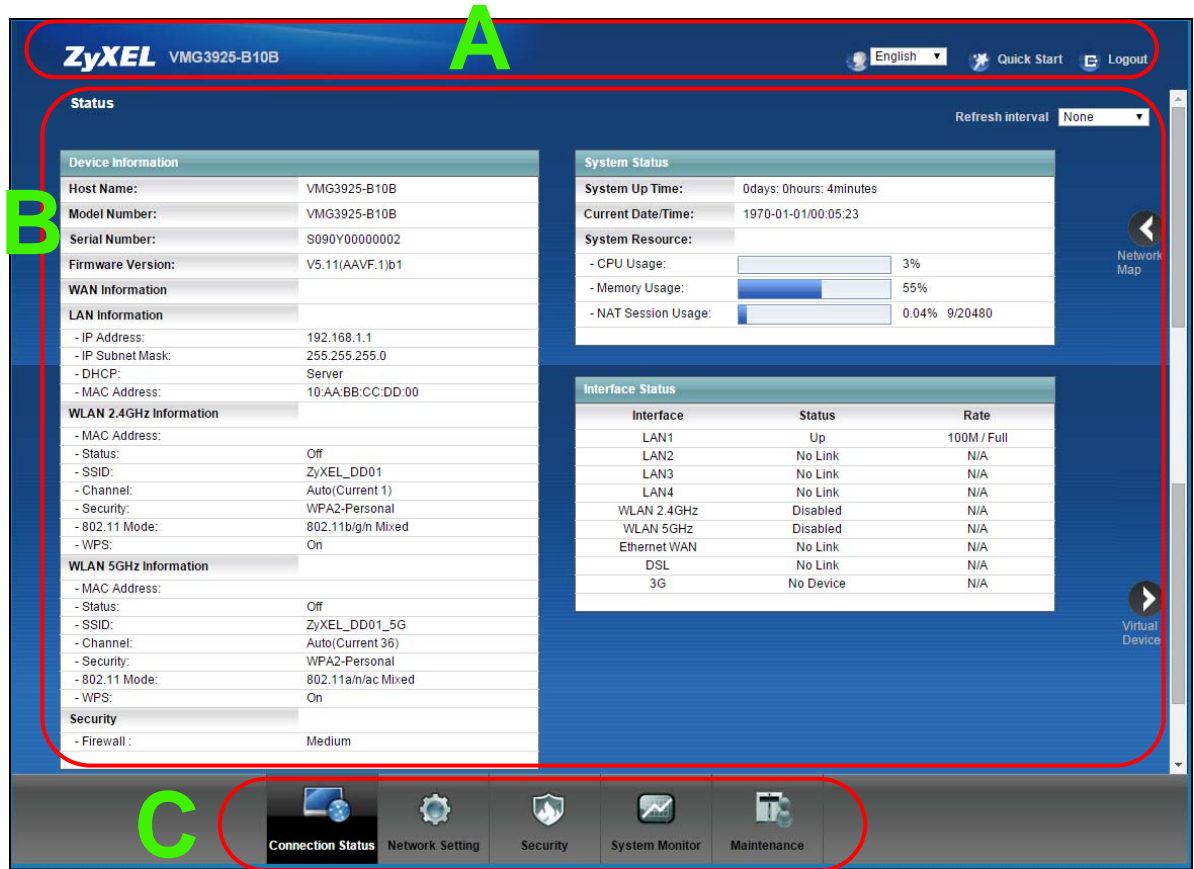 A
ZyXEL VMG3925-B10B
English Quick Start Logout
B
Status
Refresh interval None
Device Information
Host Name: VMG3925-B10B
Model Number: VMG3925-B10B
Serial Number: S090Y00000002
Firmware Version: V5.11(AAVF.1)b1
WAN Information
LAN Information
- IP Address: 192.168.1.1
- IP Subnet Mask: 255.255.255.0
- DHCP: Server
- MAC Address: 10:AA:BB:CC:DD:00
WLAN 2.4GHz Information
- MAC Address:
- Status: Off
- SSID: ZyXEL_DD01
- Channel: Auto(Current 1)
- Security: WPA2-Personal
- 802.11 Mode: 802.11b/g/n Mixed
- WPS: On
WLAN 5GHz Information
- MAC Address:
- Status: Off
- SSID: ZyXEL_DD01_5G
- Channel: Auto(Current 36)
- Security: WPA2-Personal
- 802.11 Mode: 802.11a/n/ac Mixed
- WPS: On
Security
- Firewall : Medium
System Status
System Up Time: 0days: 0hours: 4minutes
Current Date/Time: 1970-01-01/00:05:23
System Resource:
- CPU Usage: 3%
- Memory Usage: 55%
- NAT Session Usage: 0.04% 9/20480
Interface Status
Interface Status Rate
LAN1 Up 100M / Full
LAN2 No Link N/A
LAN3 No Link N/A
LAN4 No Link N/A
WLAN 2.4GHz Disabled N/A
WLAN 5GHz Disabled N/A
Ethernet WAN No Link N/A
DSL No Link N/A
3G No Device N/A
Network
Map
Virtual
Device
C
Connection Status Network Setting Security System Monitor Maintenance